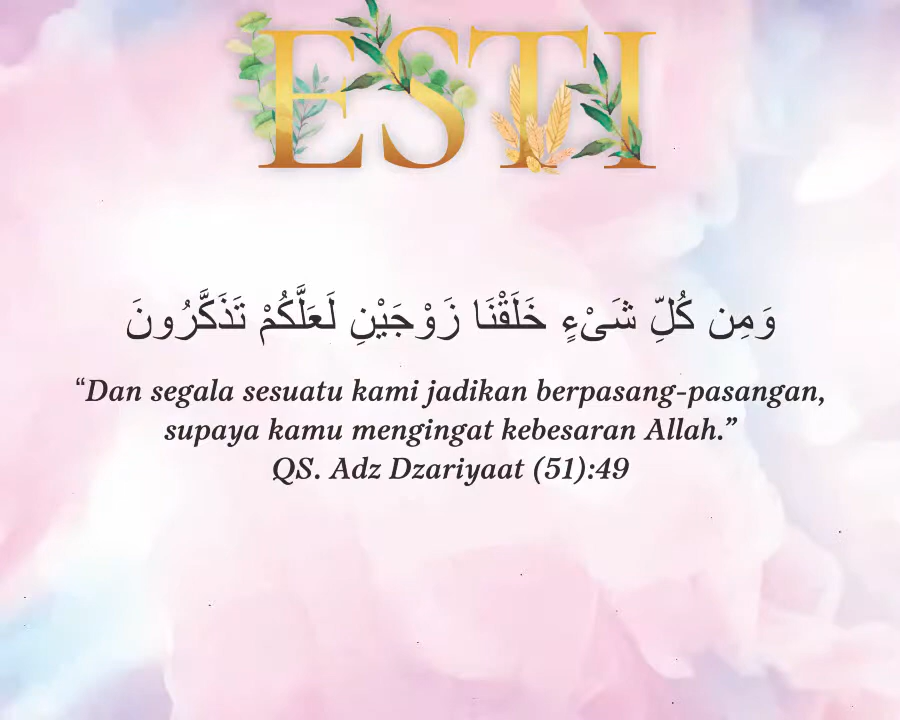 ESTI
وَمِن كُلِّ شَىْءٍ خَلَقْنَا زَوْجَيْنِ لَعَلَّكُمْ تَذَكَّرُونَ
“Dan segala sesuatu kami jadikan berpasang-pasangan,
supaya kamu mengingat kebesaran Allah.”
QS. Adz Dzariyaat (51):49